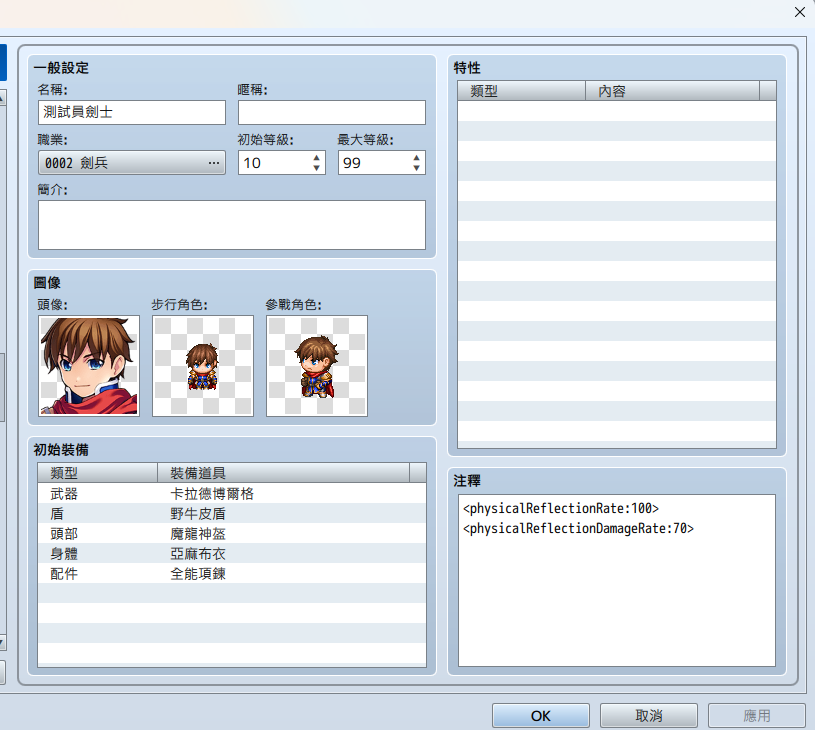 一般設定
名稱:
暱稱:
測試員劍士
職業:
初始等級:
最大等級:
0002 劍兵 ...
10
99
簡介:
圖像
頭像:
步行角色:
參戰角色:
初始裝備
類型 裝備道具
武器 卡拉德博爾格
盾 野牛皮盾
頭部 魔龍神盔
身體 亞麻布衣
配件 全能項鍊
特性
類型 內容
注釋
<physicalReflectionRate:100>
<physicalReflectionDamageRate:70>
OK
取消
應用